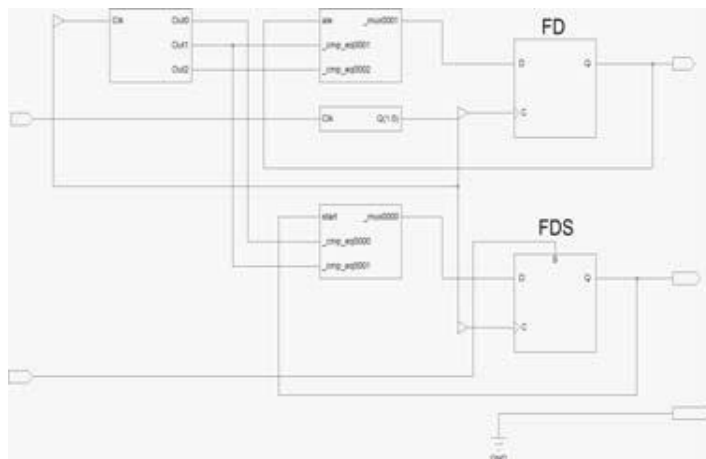 Clk Out0
Out1
Out2
ale _mux0001
_cmp_eq0001
_cmp_eq0002
FD
D Q
C
Clk Q(1:0)
start _mux0000
_cmp_eq0000
_cmp_eq0001
FDS
S
D Q
C